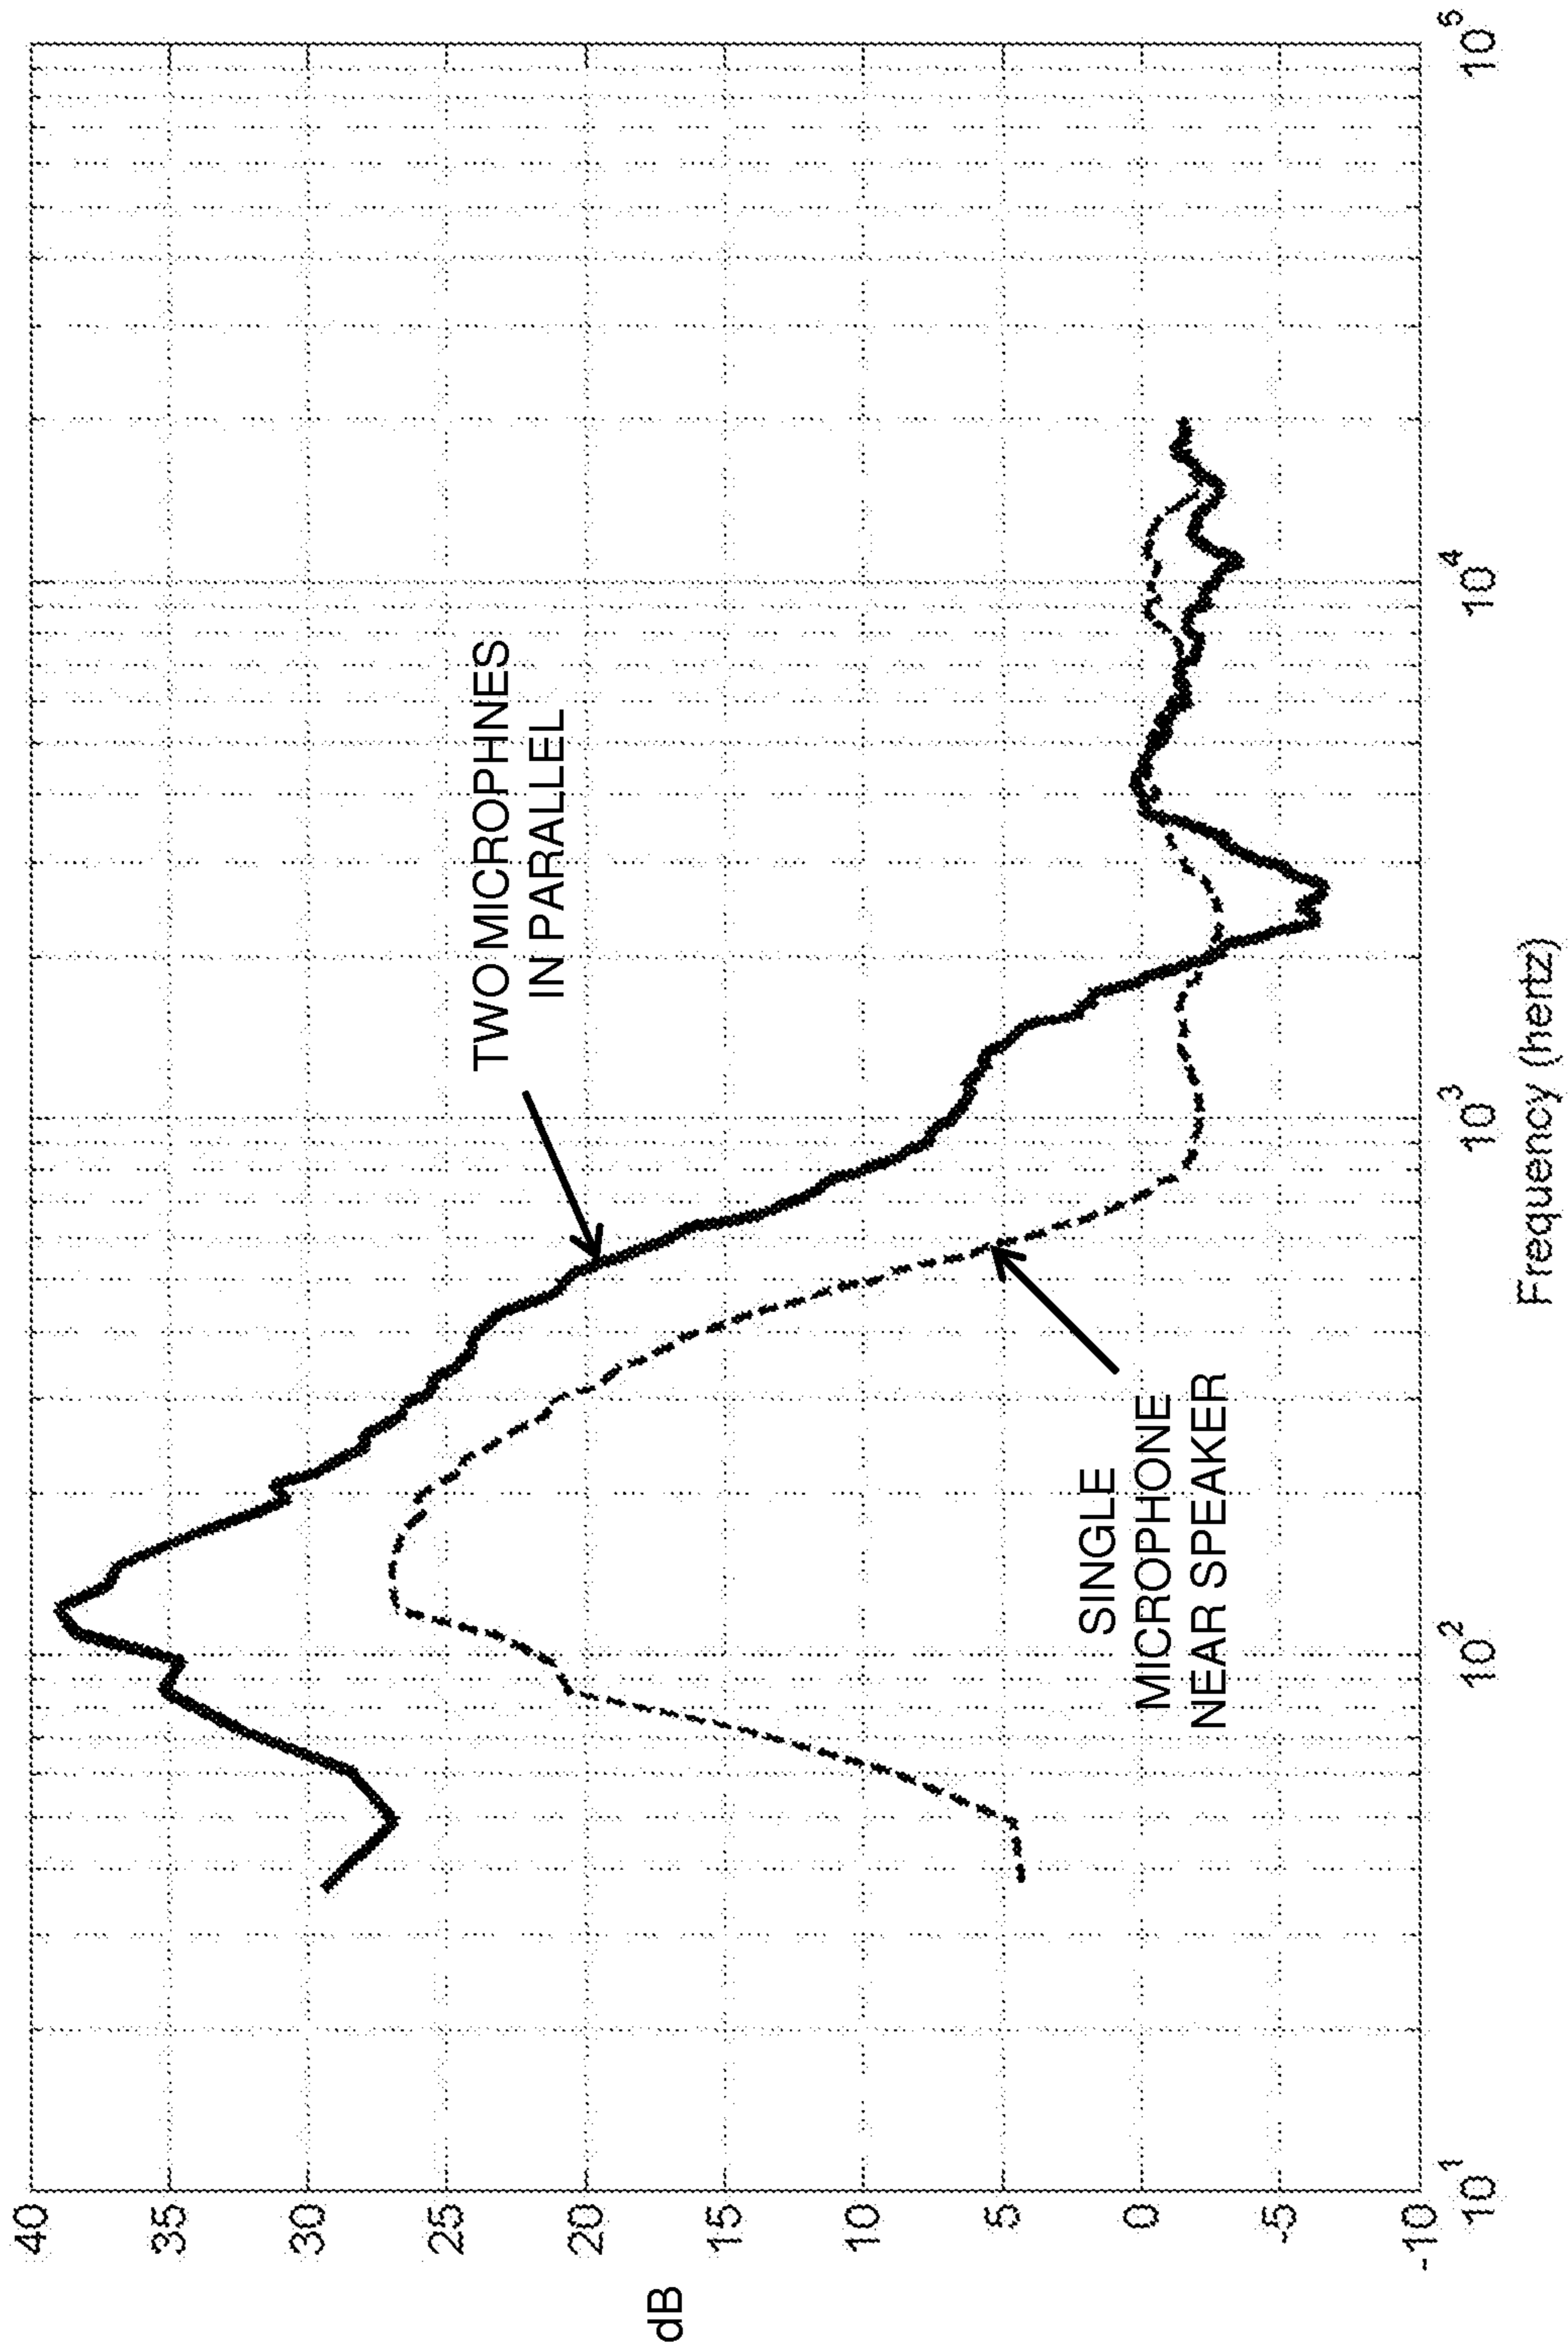 40
35
30
25
20
15
10
5
0
-5
-10
dB
TWO MICROPHNES
IN PARALLEL
SINGLE
MICROPHONE
NEAR SPEAKER
10^1
10^2
10^3
10^4
10^5
Frequency (hertz)